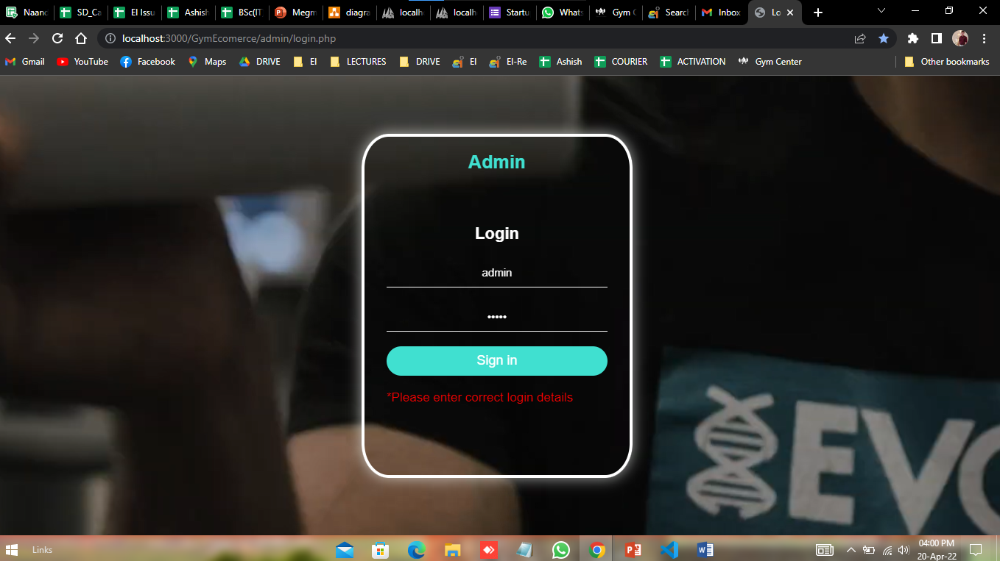 Naand
SD_Ca
EI Issu
Ashish
BSc(IT
Megm
diagra
localh
localh
Startu
Whats
Gym C
Search
Inbox
Lo
localhost:3000/GymEcomerce/admin/login.php
Gmail
YouTube
Facebook
Maps
DRIVE
EI
LECTURES
DRIVE
EI
EI-Re
Ashish
COURIER
ACTIVATION
Gym Center
Other bookmarks
Admin
Login
admin
•••••
Sign in
*Please enter correct login details
EVO
Links
04:00 PM
20-Apr-22